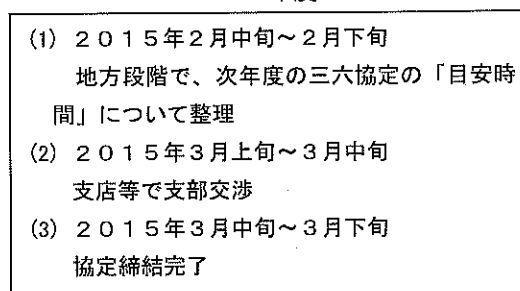 (1) 2015年2月中旬～2月下旬
地方段階で、次年度の三六協定の「目安時
間」について整理
(2) 2015年3月上旬～3月中旬
支店等で支部交渉
(3) 2015年3月中旬～3月下旬
協定締結完了